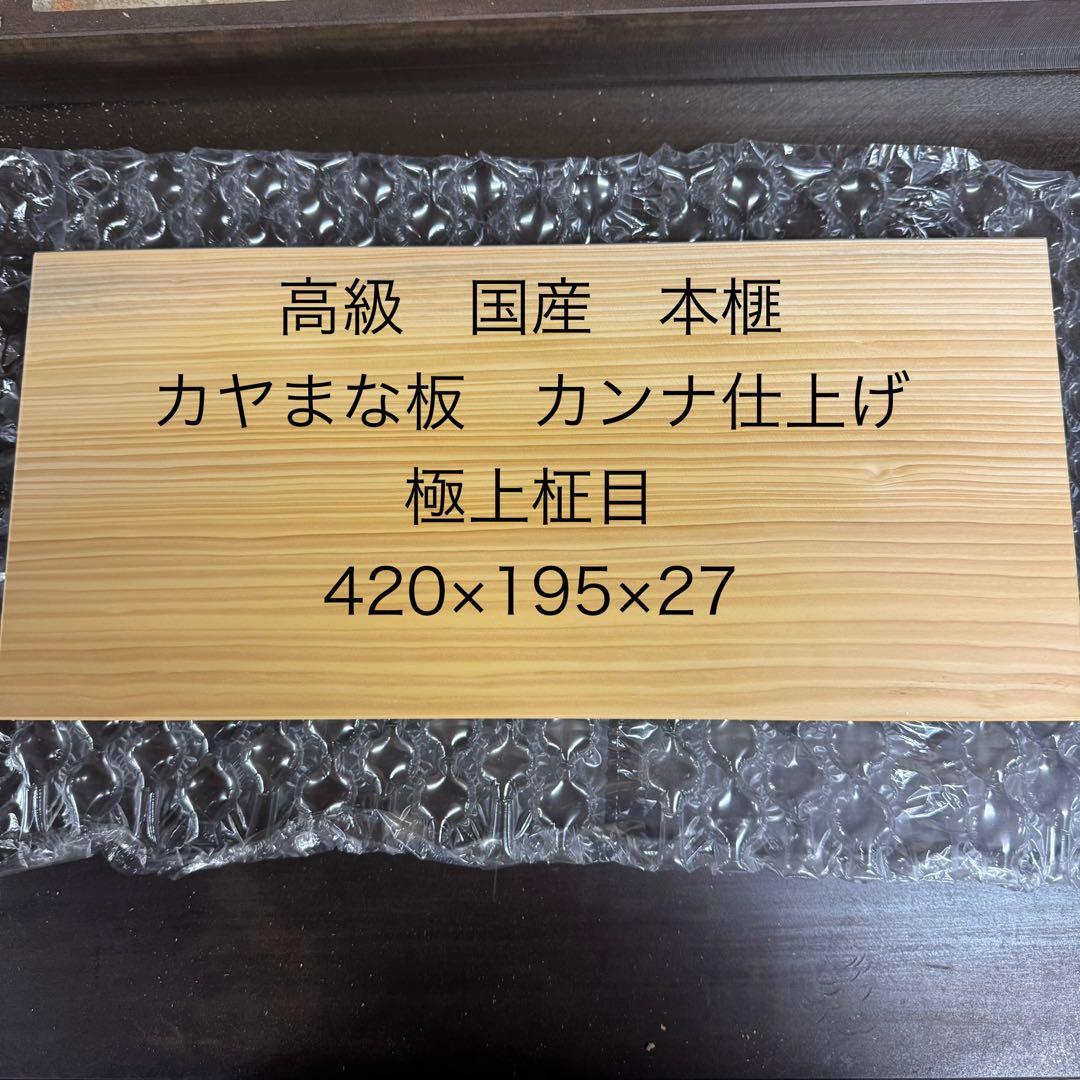 高級　国産　本榧
カヤまな板　カンナ仕上げ
極上柾目
420×195×27